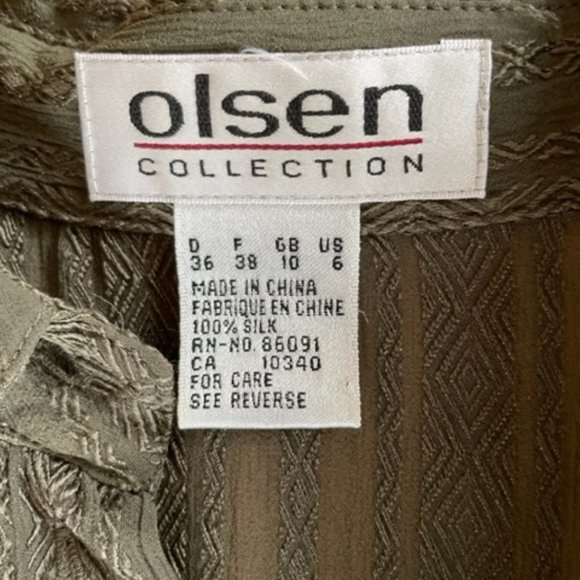 olsen
COLLECTION
D F GB US
36 38 10 6
MADE IN CHINA
FABRIQUE EN CHINE
100% SILK
RN-NO. 86091
CA 10340
FOR CARE
SEE REVERSE